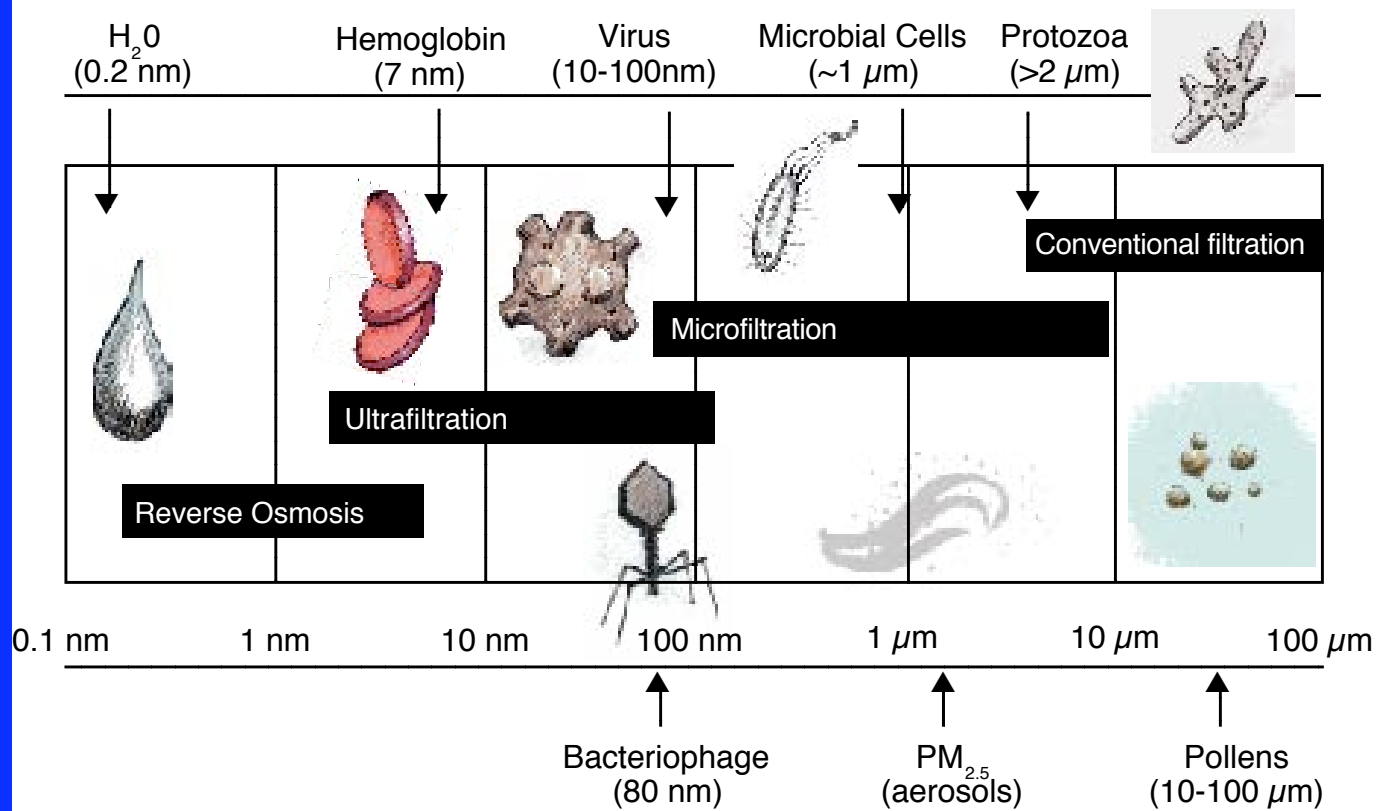 H₂0
(0.2 nm)
Hemoglobin
(7 nm)
Virus
(10-100nm)
Microbial Cells
(~1 µm)
Protozoa
(>2 µm)
Conventional filtration
Microfiltration
Ultrafiltration
Reverse Osmosis
0.1 nm
1 nm
10 nm
100 nm
1 µm
10 µm
100 µm
Bacteriophage
(80 nm)
PM₂.₅
(aerosols)
Pollens
(10-100 µm)